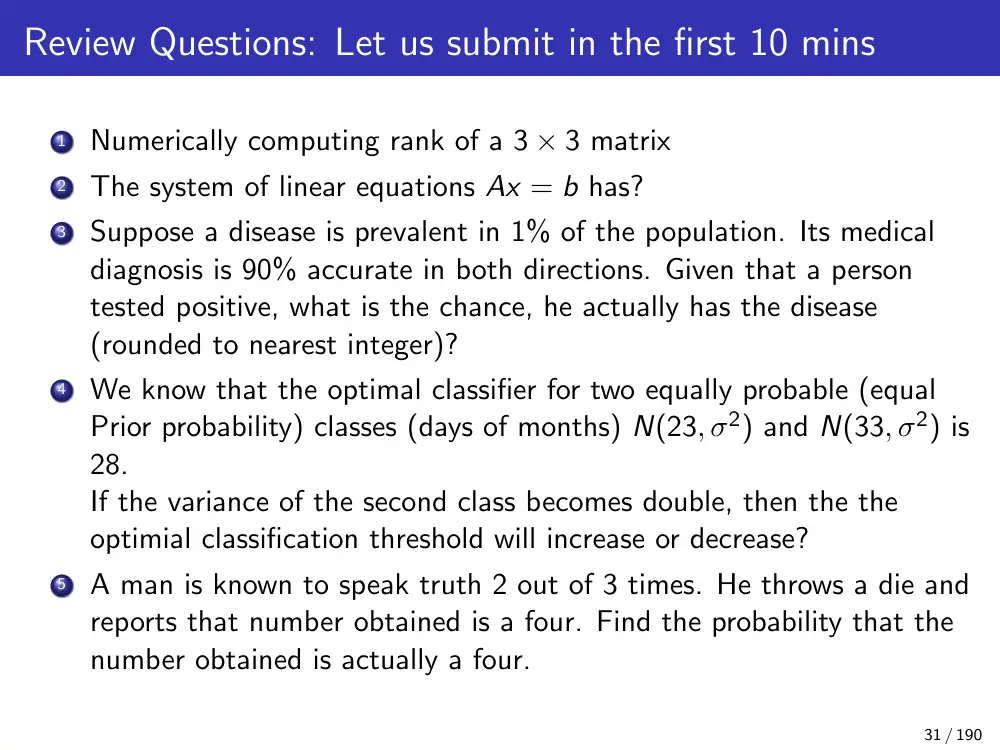 Review Questions: Let us submit in the first 10 mins
1 Numerically computing rank of a 3 × 3 matrix
2 The system of linear equations Ax = b has?
3 Suppose a disease is prevalent in 1% of the population. Its medical
diagnosis is 90% accurate in both directions. Given that a person
tested positive, what is the chance, he actually has the disease
(rounded to nearest integer)?
4 We know that the optimal classifier for two equally probable (equal
Prior probability) classes (days of months) N(23, σ²) and N(33, σ²) is
28.
If the variance of the second class becomes double, then the the
optimial classification threshold will increase or decrease?
5 A man is known to speak truth 2 out of 3 times. He throws a die and
reports that number obtained is a four. Find the probability that the
number obtained is actually a four.
31 / 190